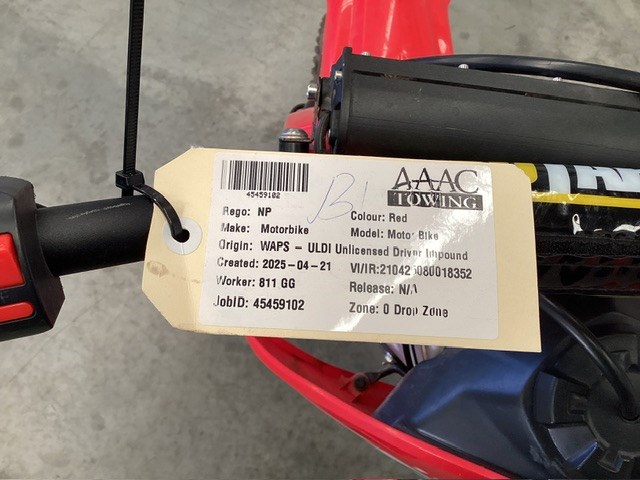 45459102
AAAC
TOWING
Rego: NP
Colour: Red
Make: Motorbike
Model: Motor Bike
Origin: WAPS - ULDI Unlicensed Driver Impound
Created: 2025-04-21
Worker: 811 GG
Release: N/A
JobID: 45459102
Zone: 0 Drop Zone